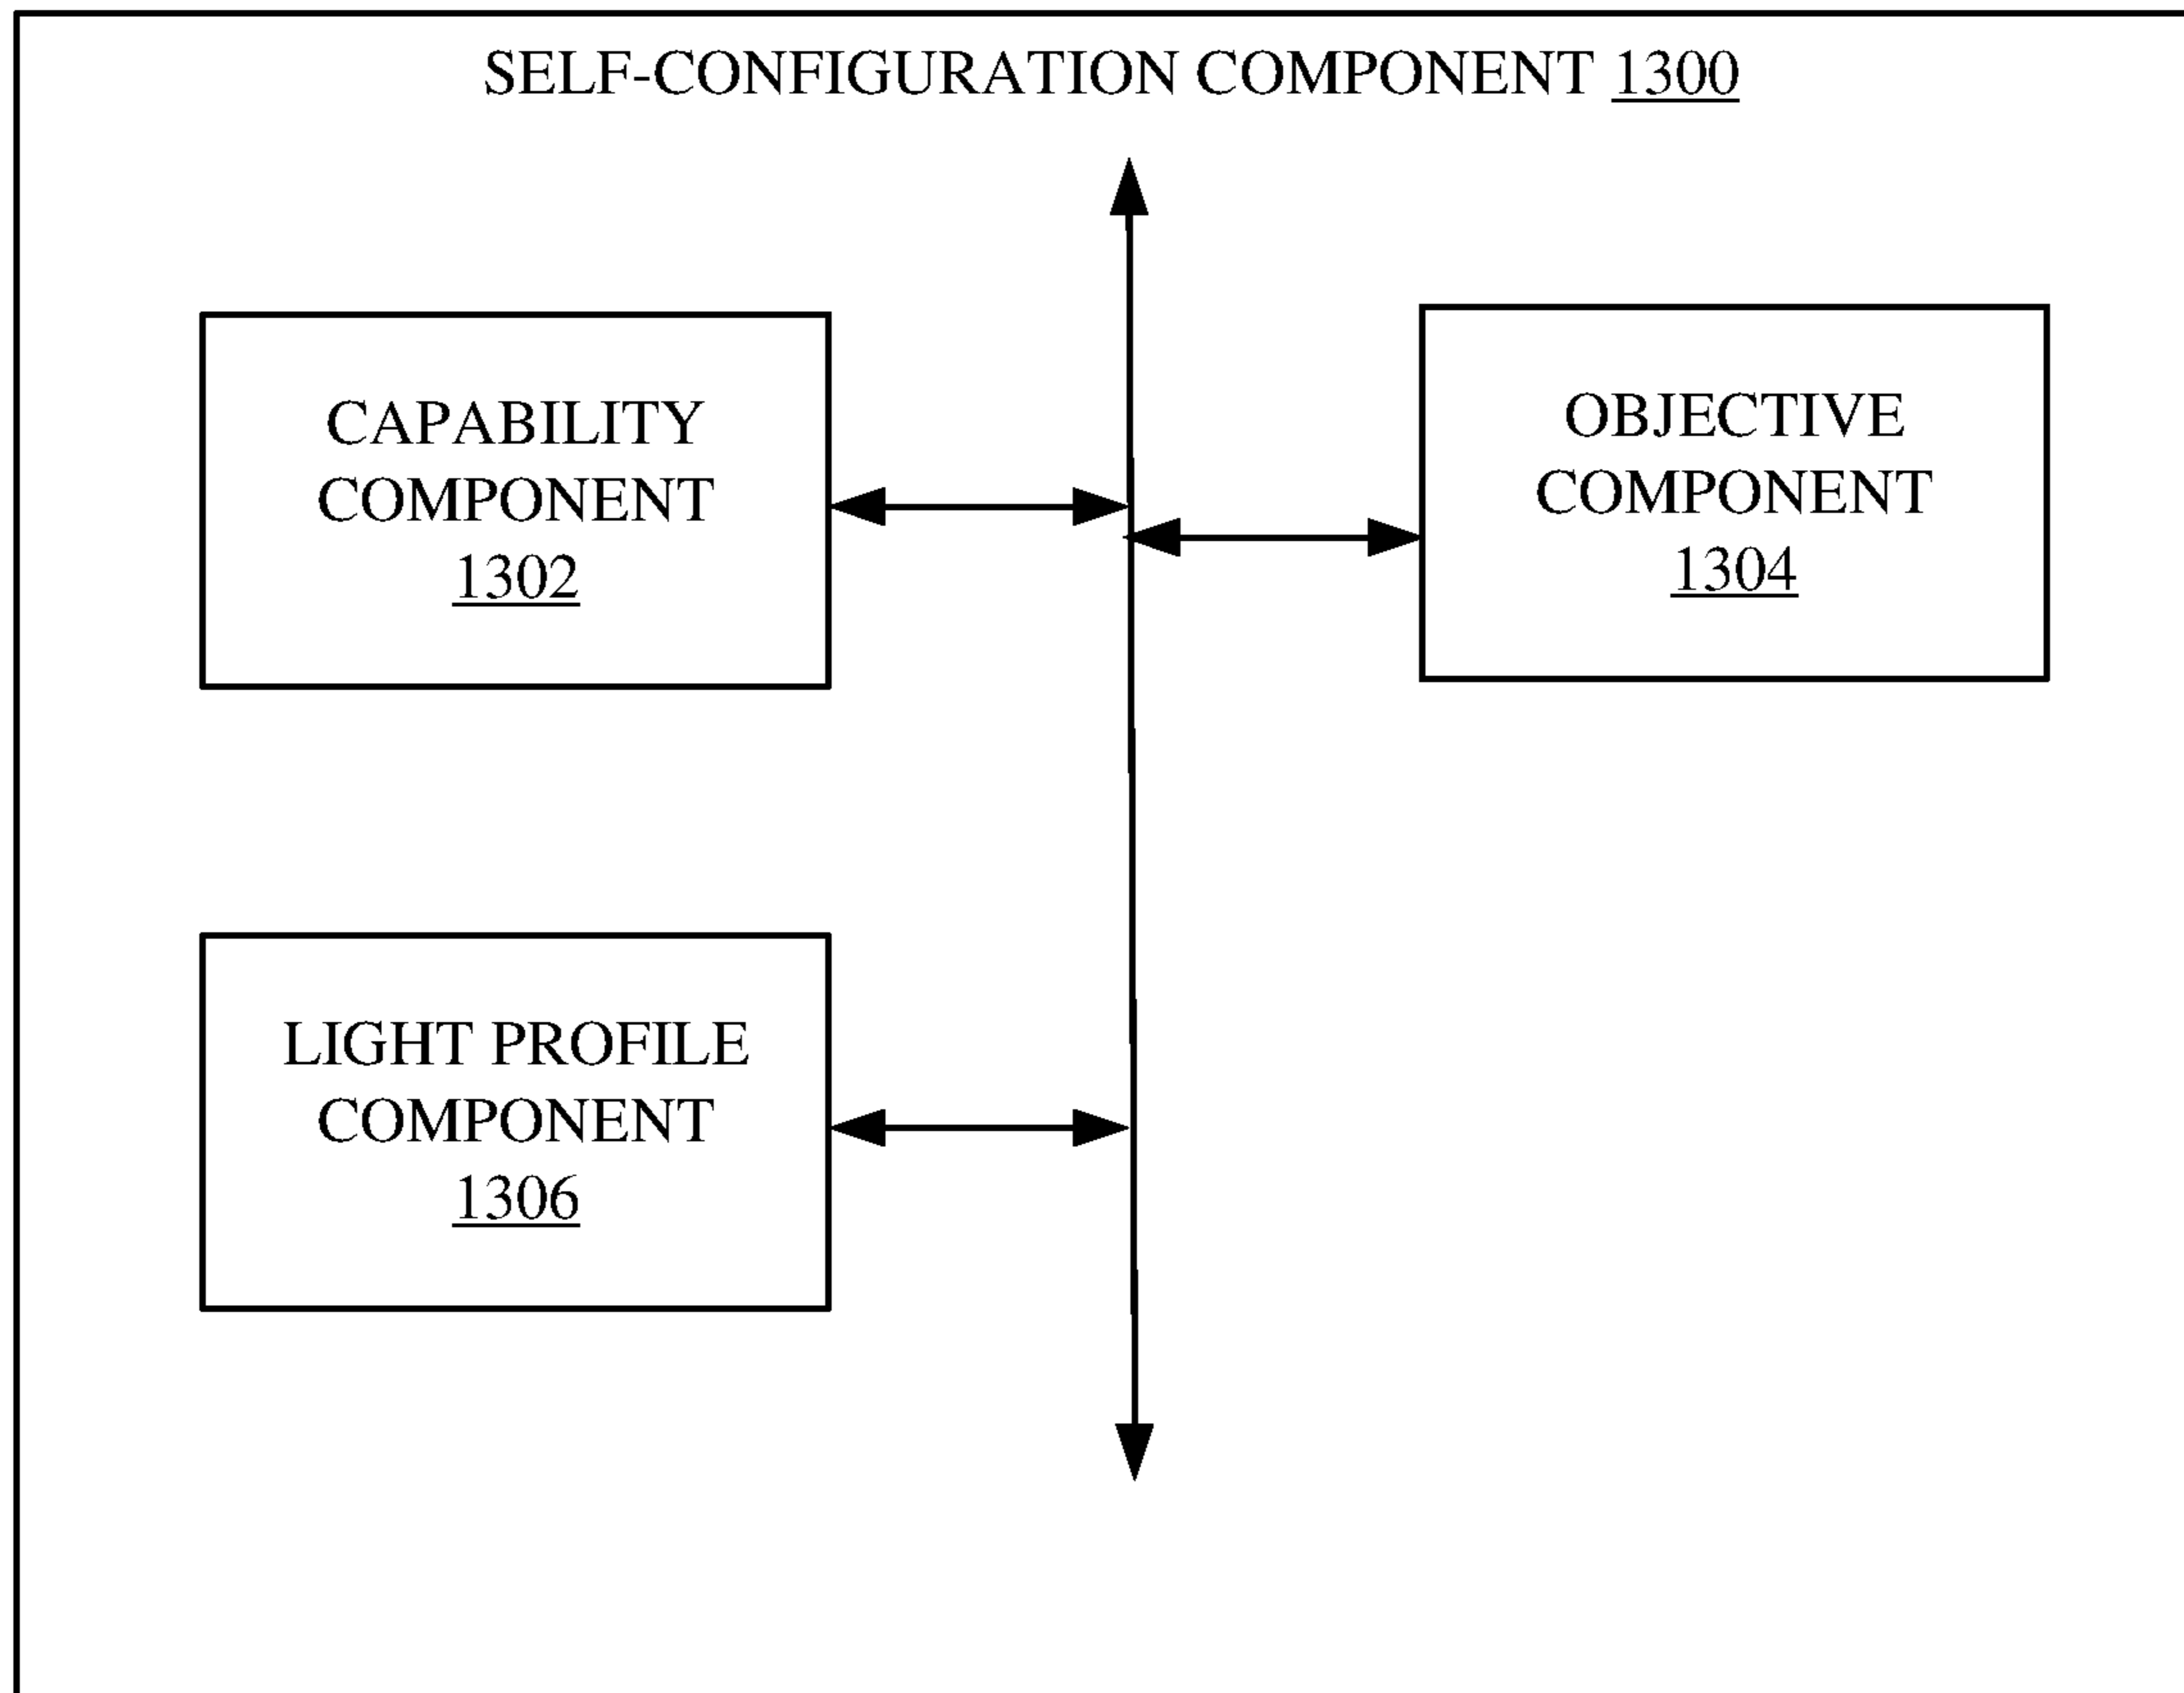 SELF-CONFIGURATION COMPONENT 1300
CAPABILITY
COMPONENT
1302
OBJECTIVE
COMPONENT
1304
LIGHT PROFILE
COMPONENT
1306